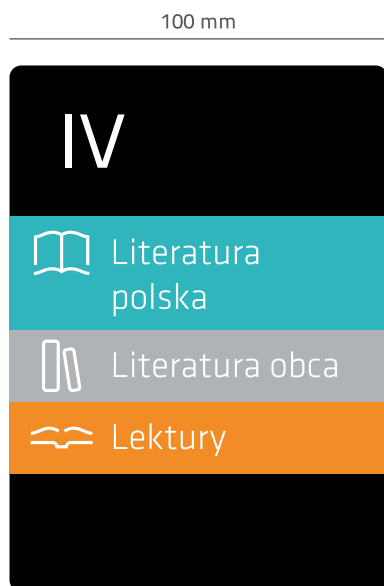 100 mm
IV
Literatura
polska
Literatura obca
Lektury